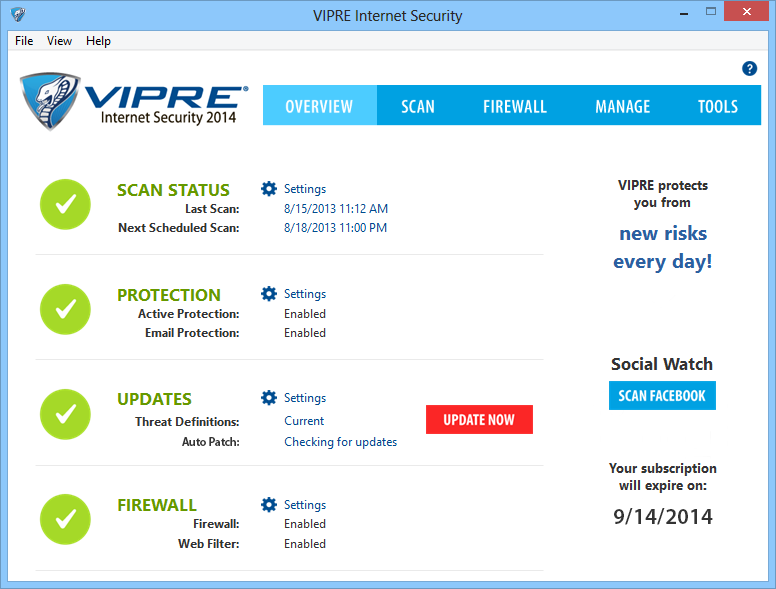 VIPRE Internet Security
File View Help
?
VIPRE®
Internet Security 2014
OVERVIEW SCAN FIREWALL MANAGE TOOLS
SCAN STATUS Settings
Last Scan: 8/15/2013 11:12 AM
Next Scheduled Scan: 8/18/2013 11:00 PM
PROTECTION Settings
Active Protection: Enabled
Email Protection: Enabled
UPDATES Settings
Threat Definitions: Current
Auto Patch: Checking for updates
UPDATE NOW
FIREWALL Settings
Firewall: Enabled
Web Filter: Enabled
VIPRE protects
you from
new risks
every day!
Social Watch
SCAN FACEBOOK
Your subscription
will expire on:
9/14/2014